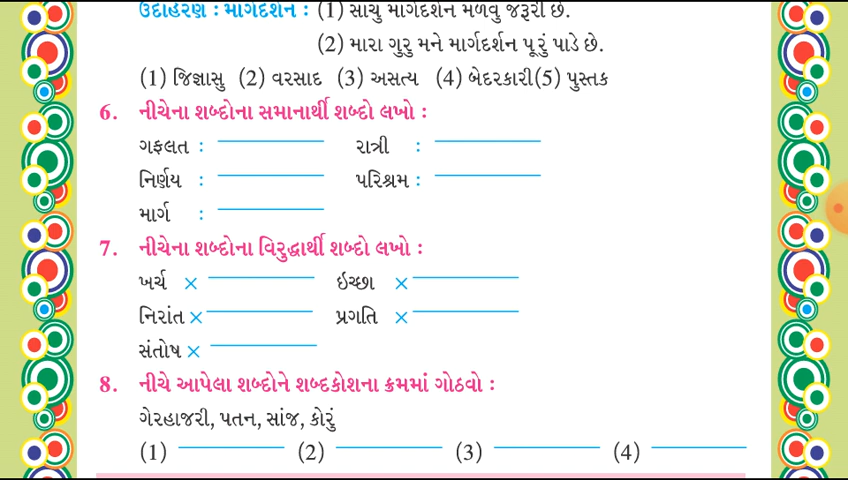 ઉદાહરણ : માર્ગદર્શન : (1) સાચુ માર્ગદર્શન મળવુ જરૂરી છે.
(2) મારા ગુરુ મને માર્ગદર્શન પૂરું પાડે છે.
(1) જિજ્ઞાસુ (2) વરસાદ (3) અસત્ય (4) બેદરકારી(5) પુસ્તક
6. નીચેના શબ્દોના સમાનાર્થી શબ્દો લખો :
ગફલત : રાત્રી :
નિર્ણય : પરિશ્રમ :
માર્ગ :
7. નીચેના શબ્દોના વિરુદ્ધાર્થી શબ્દો લખો :
ખર્ચ × ઇચ્છા ×
નિરાંત × પ્રગતિ ×
સંતોષ ×
8. નીચે આપેલા શબ્દોને શબ્દકોશના ક્રમમાં ગોઠવો :
ગેરહાજરી, પતન, સાંજ, કોરું
(1) (2) (3) (4)